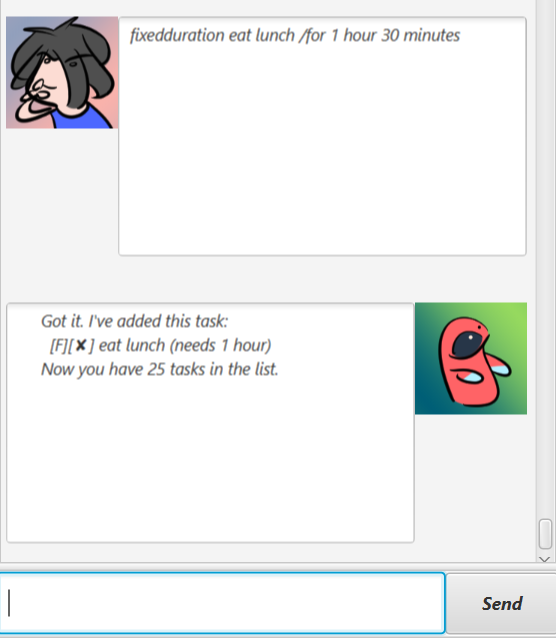 fixedduration eat lunch /for 1 hour 30 minutes
Got it. I've added this task:
[F][✘] eat lunch (needs 1 hour)
Now you have 25 tasks in the list.
Send